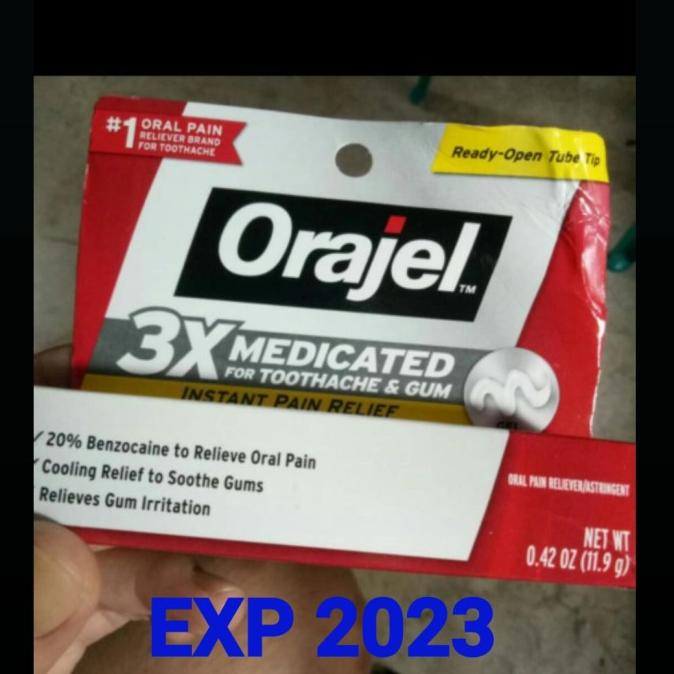 #1 ORAL PAIN
RELIEVER BRAND
FOR TOOTHACHE
Ready-Open Tube Tip
Orajel™
3X MEDICATED
FOR TOOTHACHE & GUM
INSTANT PAIN RELIEF
GEL
✓ 20% Benzocaine to Relieve Oral Pain
✓ Cooling Relief to Soothe Gums
Relieves Gum Irritation
ORAL PAIN RELIEVER/ASTRINGENT
NET WT
0.42 OZ (11.9 g)
EXP 2023